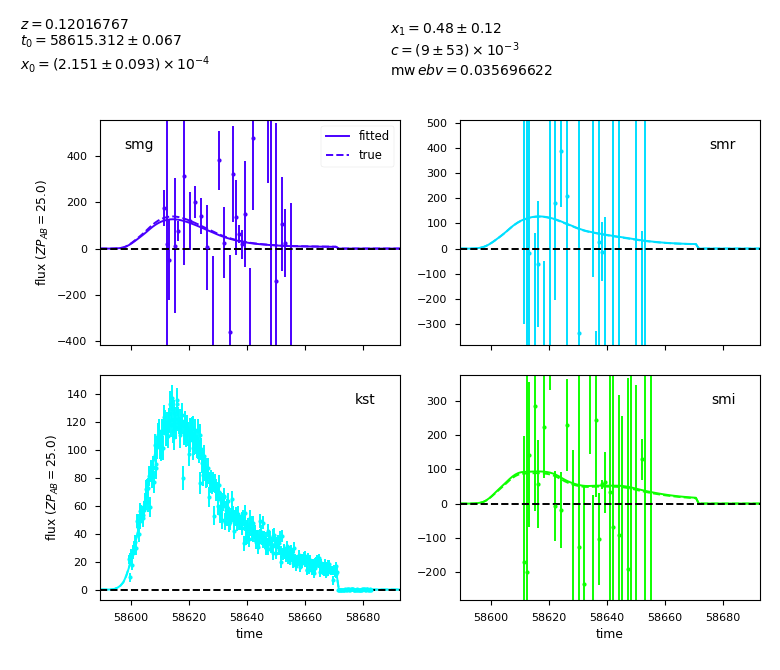 z = 0.12016767
t₀ = 58615.312 ± 0.067
x₀ = (2.151 ± 0.093) × 10⁻⁴
x₁ = 0.48 ± 0.12
c = (9 ± 53) × 10⁻³
mw ebv = 0.035696622
smg
fitted
true
400
200
0
−200
−400
flux (ZP_AB = 25.0)
smr
500
400
300
200
100
0
−100
−200
−300
kst
140
120
100
80
60
40
20
0
flux (ZP_AB = 25.0)
58600 58620 58640 58660 58680
time
smi
300
200
100
0
−100
−200
58600 58620 58640 58660 58680
time